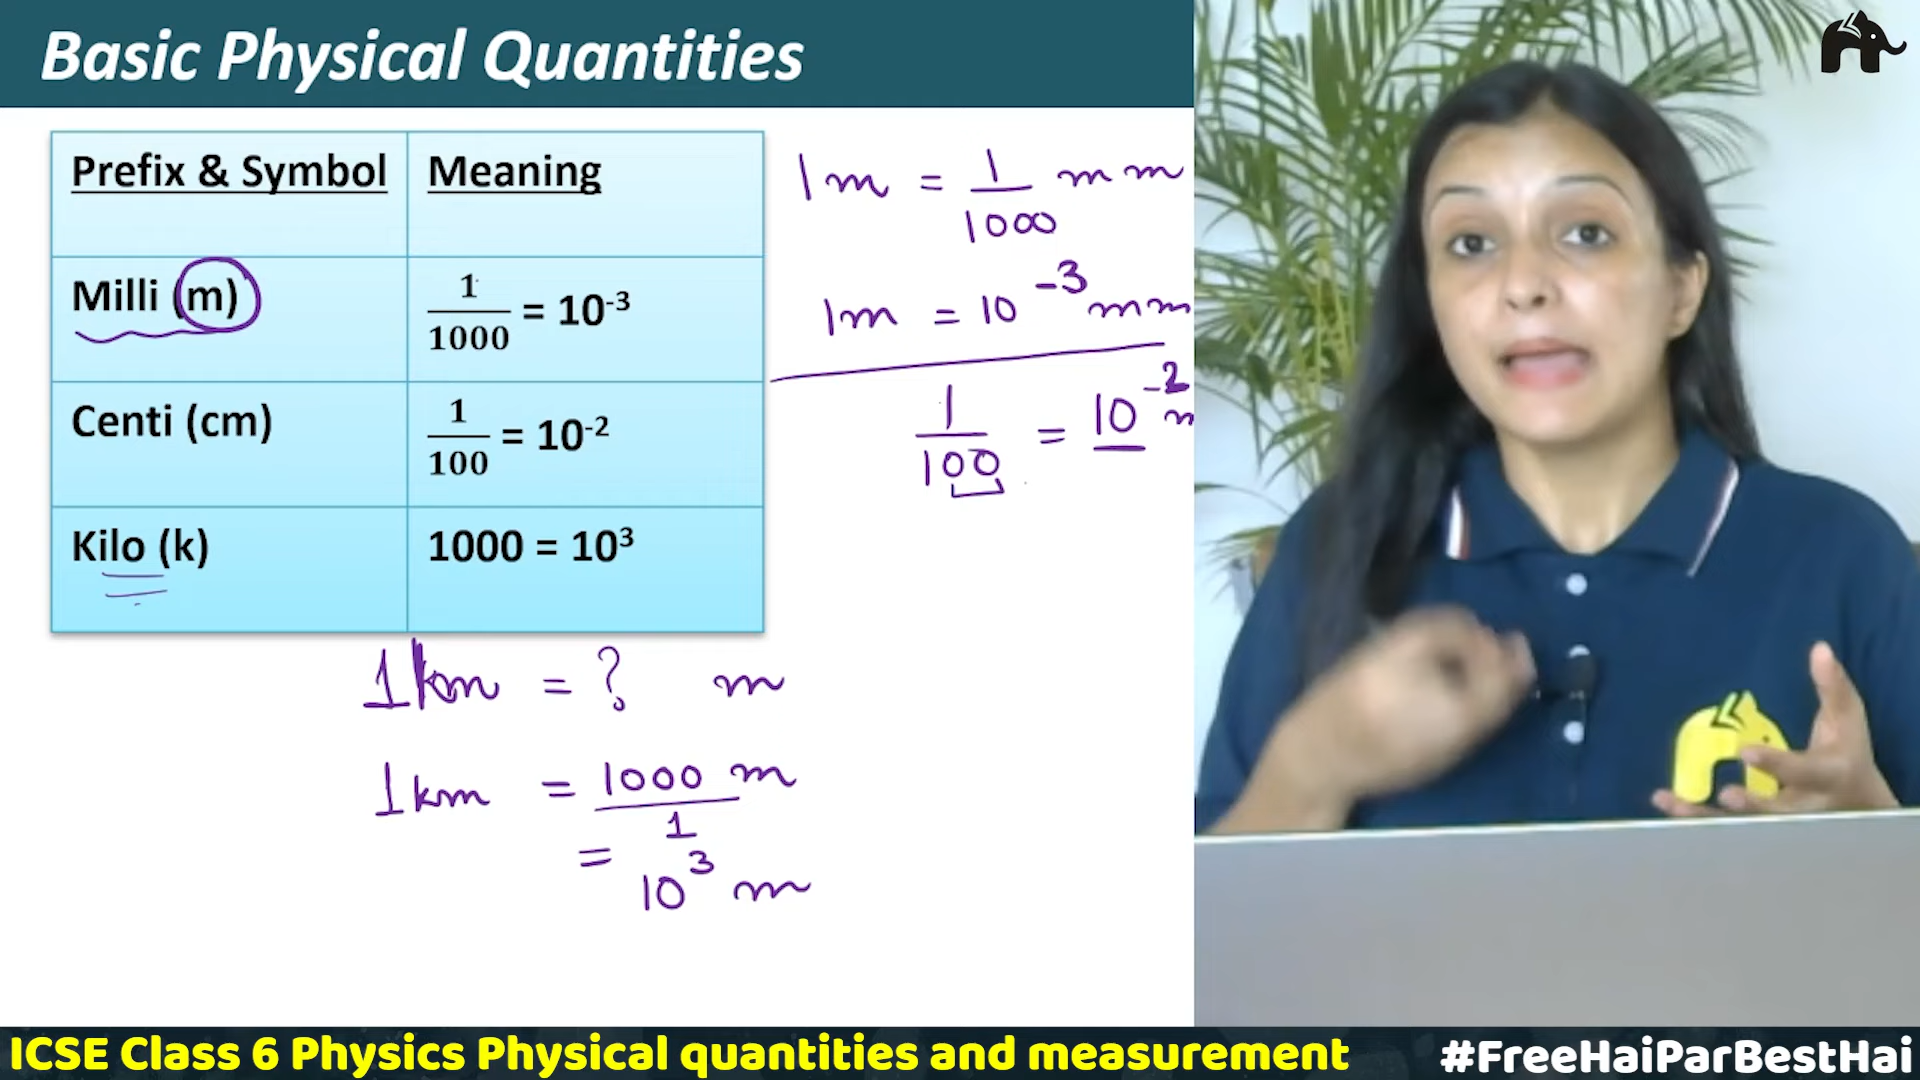 Basic Physical Quantities
Prefix & Symbol Meaning
Milli (m) 1/1000 = 10⁻³
Centi (cm) 1/100 = 10⁻²
Kilo (k) 1000 = 10³
1m = 1/1000 mm
1m = 10⁻³ mm
1/100 = 10⁻² m
1km = ? m
1km = 1000 m
1
= 10³ m
ICSE Class 6 Physics Physical quantities and measurement
#FreeHaiParBestHai